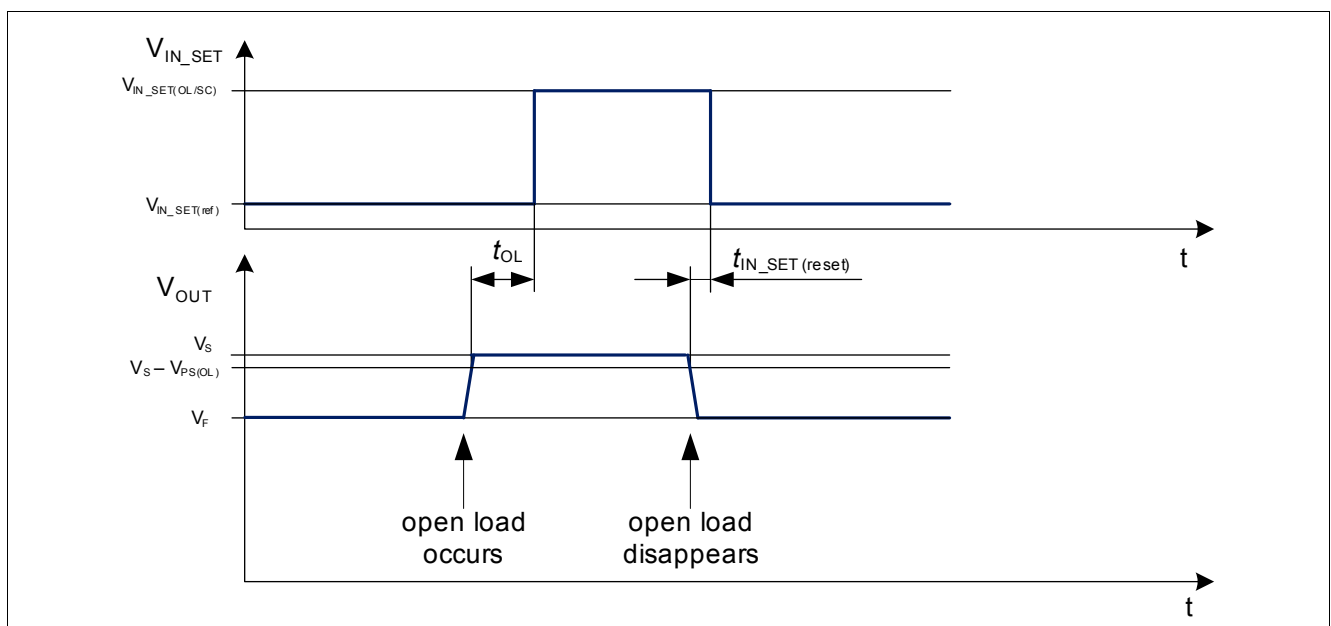 V_IN_SET
V_IN_SET(OL/SC)
V_IN_SET(ref)
t
t_OL
t_IN_SET (reset)
V_OUT
V_S
V_S – V_PS(OL)
V_F
open load
occurs
open load
disappears
t